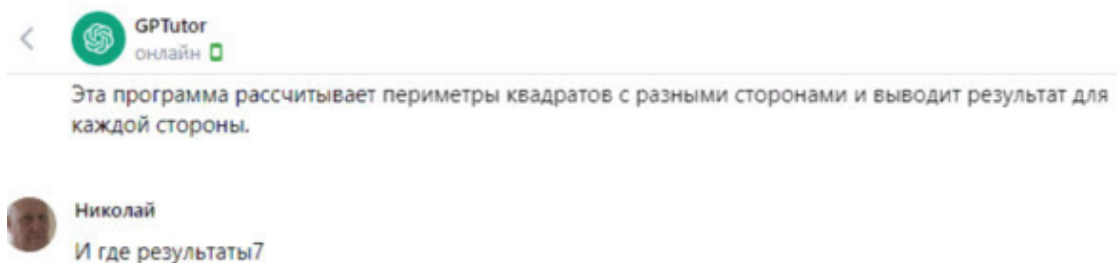 GPTutor
онлайн
Эта программа рассчитывает периметры квадратов с разными сторонами и выводит результат для
каждой стороны.
Николай
И где результаты7